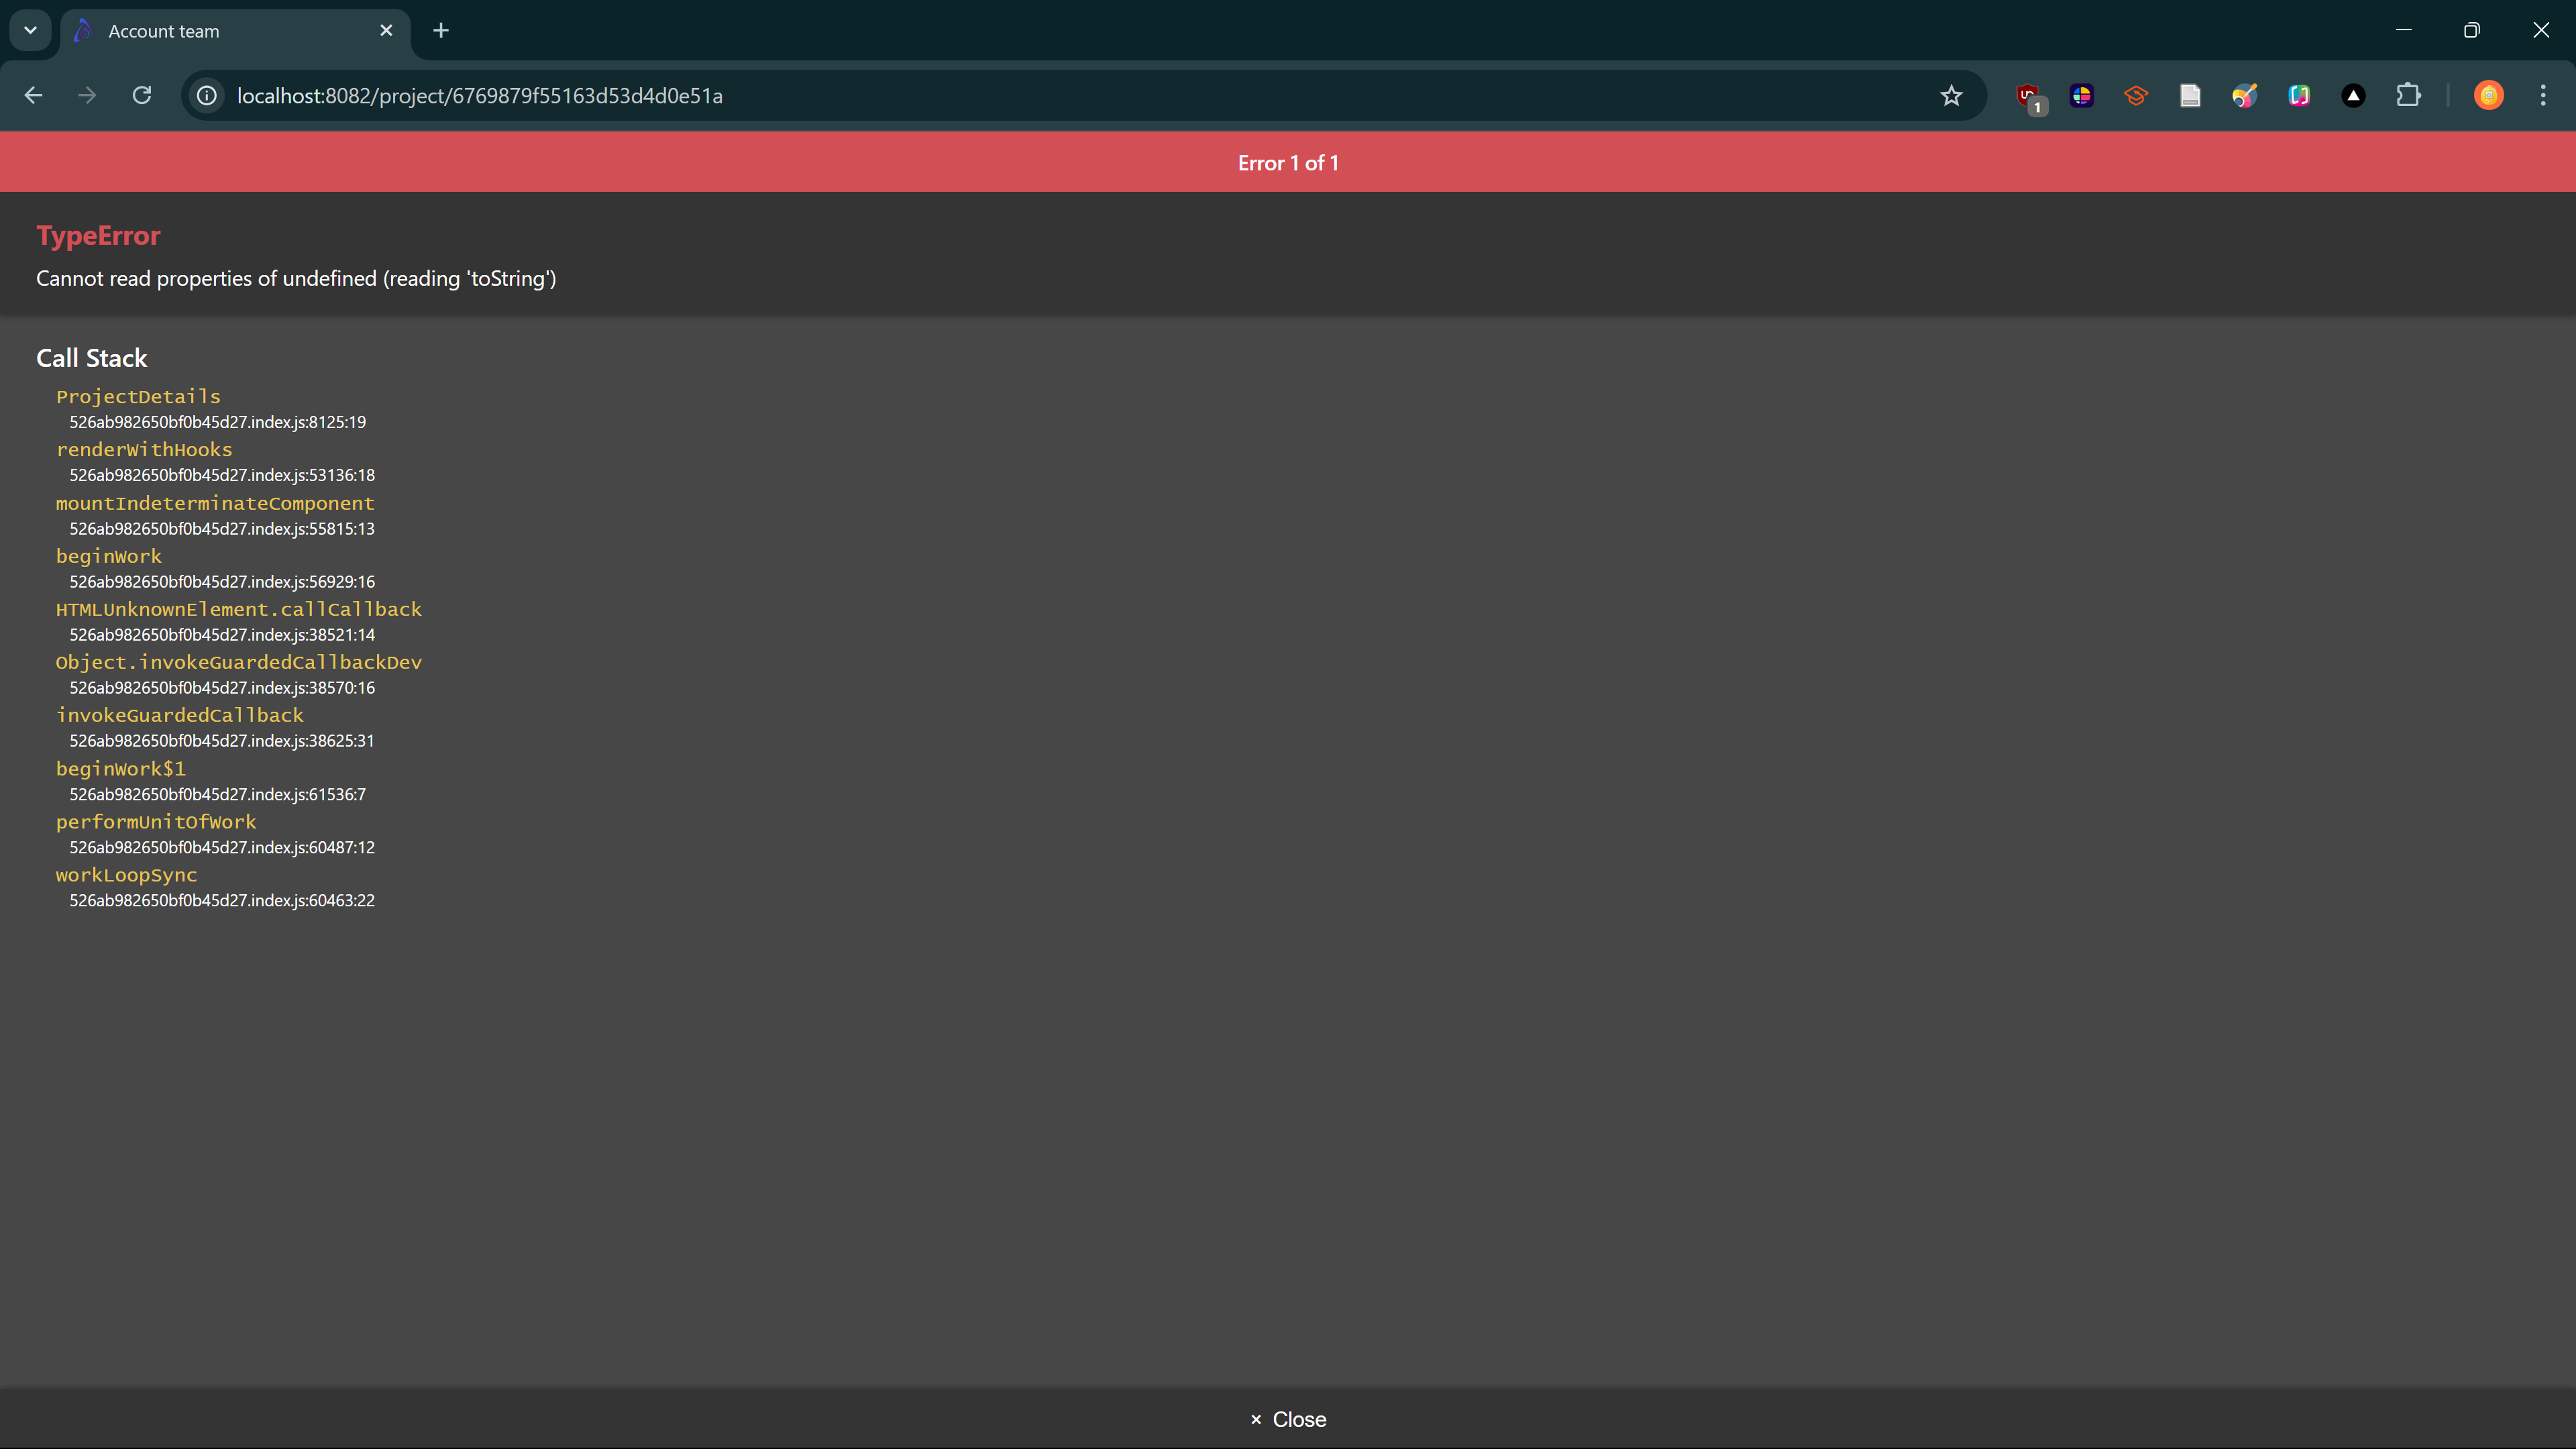 Account team
localhost:8082/project/6769879f55163d53d4d0e51a
1
Error 1 of 1
TypeError
Cannot read properties of undefined (reading 'toString')
Call Stack
ProjectDetails
526ab982650bf0b45d27.index.js:8125:19
renderWithHooks
526ab982650bf0b45d27.index.js:53136:18
mountIndeterminateComponent
526ab982650bf0b45d27.index.js:55815:13
beginWork
526ab982650bf0b45d27.index.js:56929:16
HTMLUnknownElement.callCallback
526ab982650bf0b45d27.index.js:38521:14
Object.invokeGuardedCallbackDev
526ab982650bf0b45d27.index.js:38570:16
invokeGuardedCallback
526ab982650bf0b45d27.index.js:38625:31
beginWork$1
526ab982650bf0b45d27.index.js:61536:7
performUnitOfWork
526ab982650bf0b45d27.index.js:60487:12
workLoopSync
526ab982650bf0b45d27.index.js:60463:22
× Close